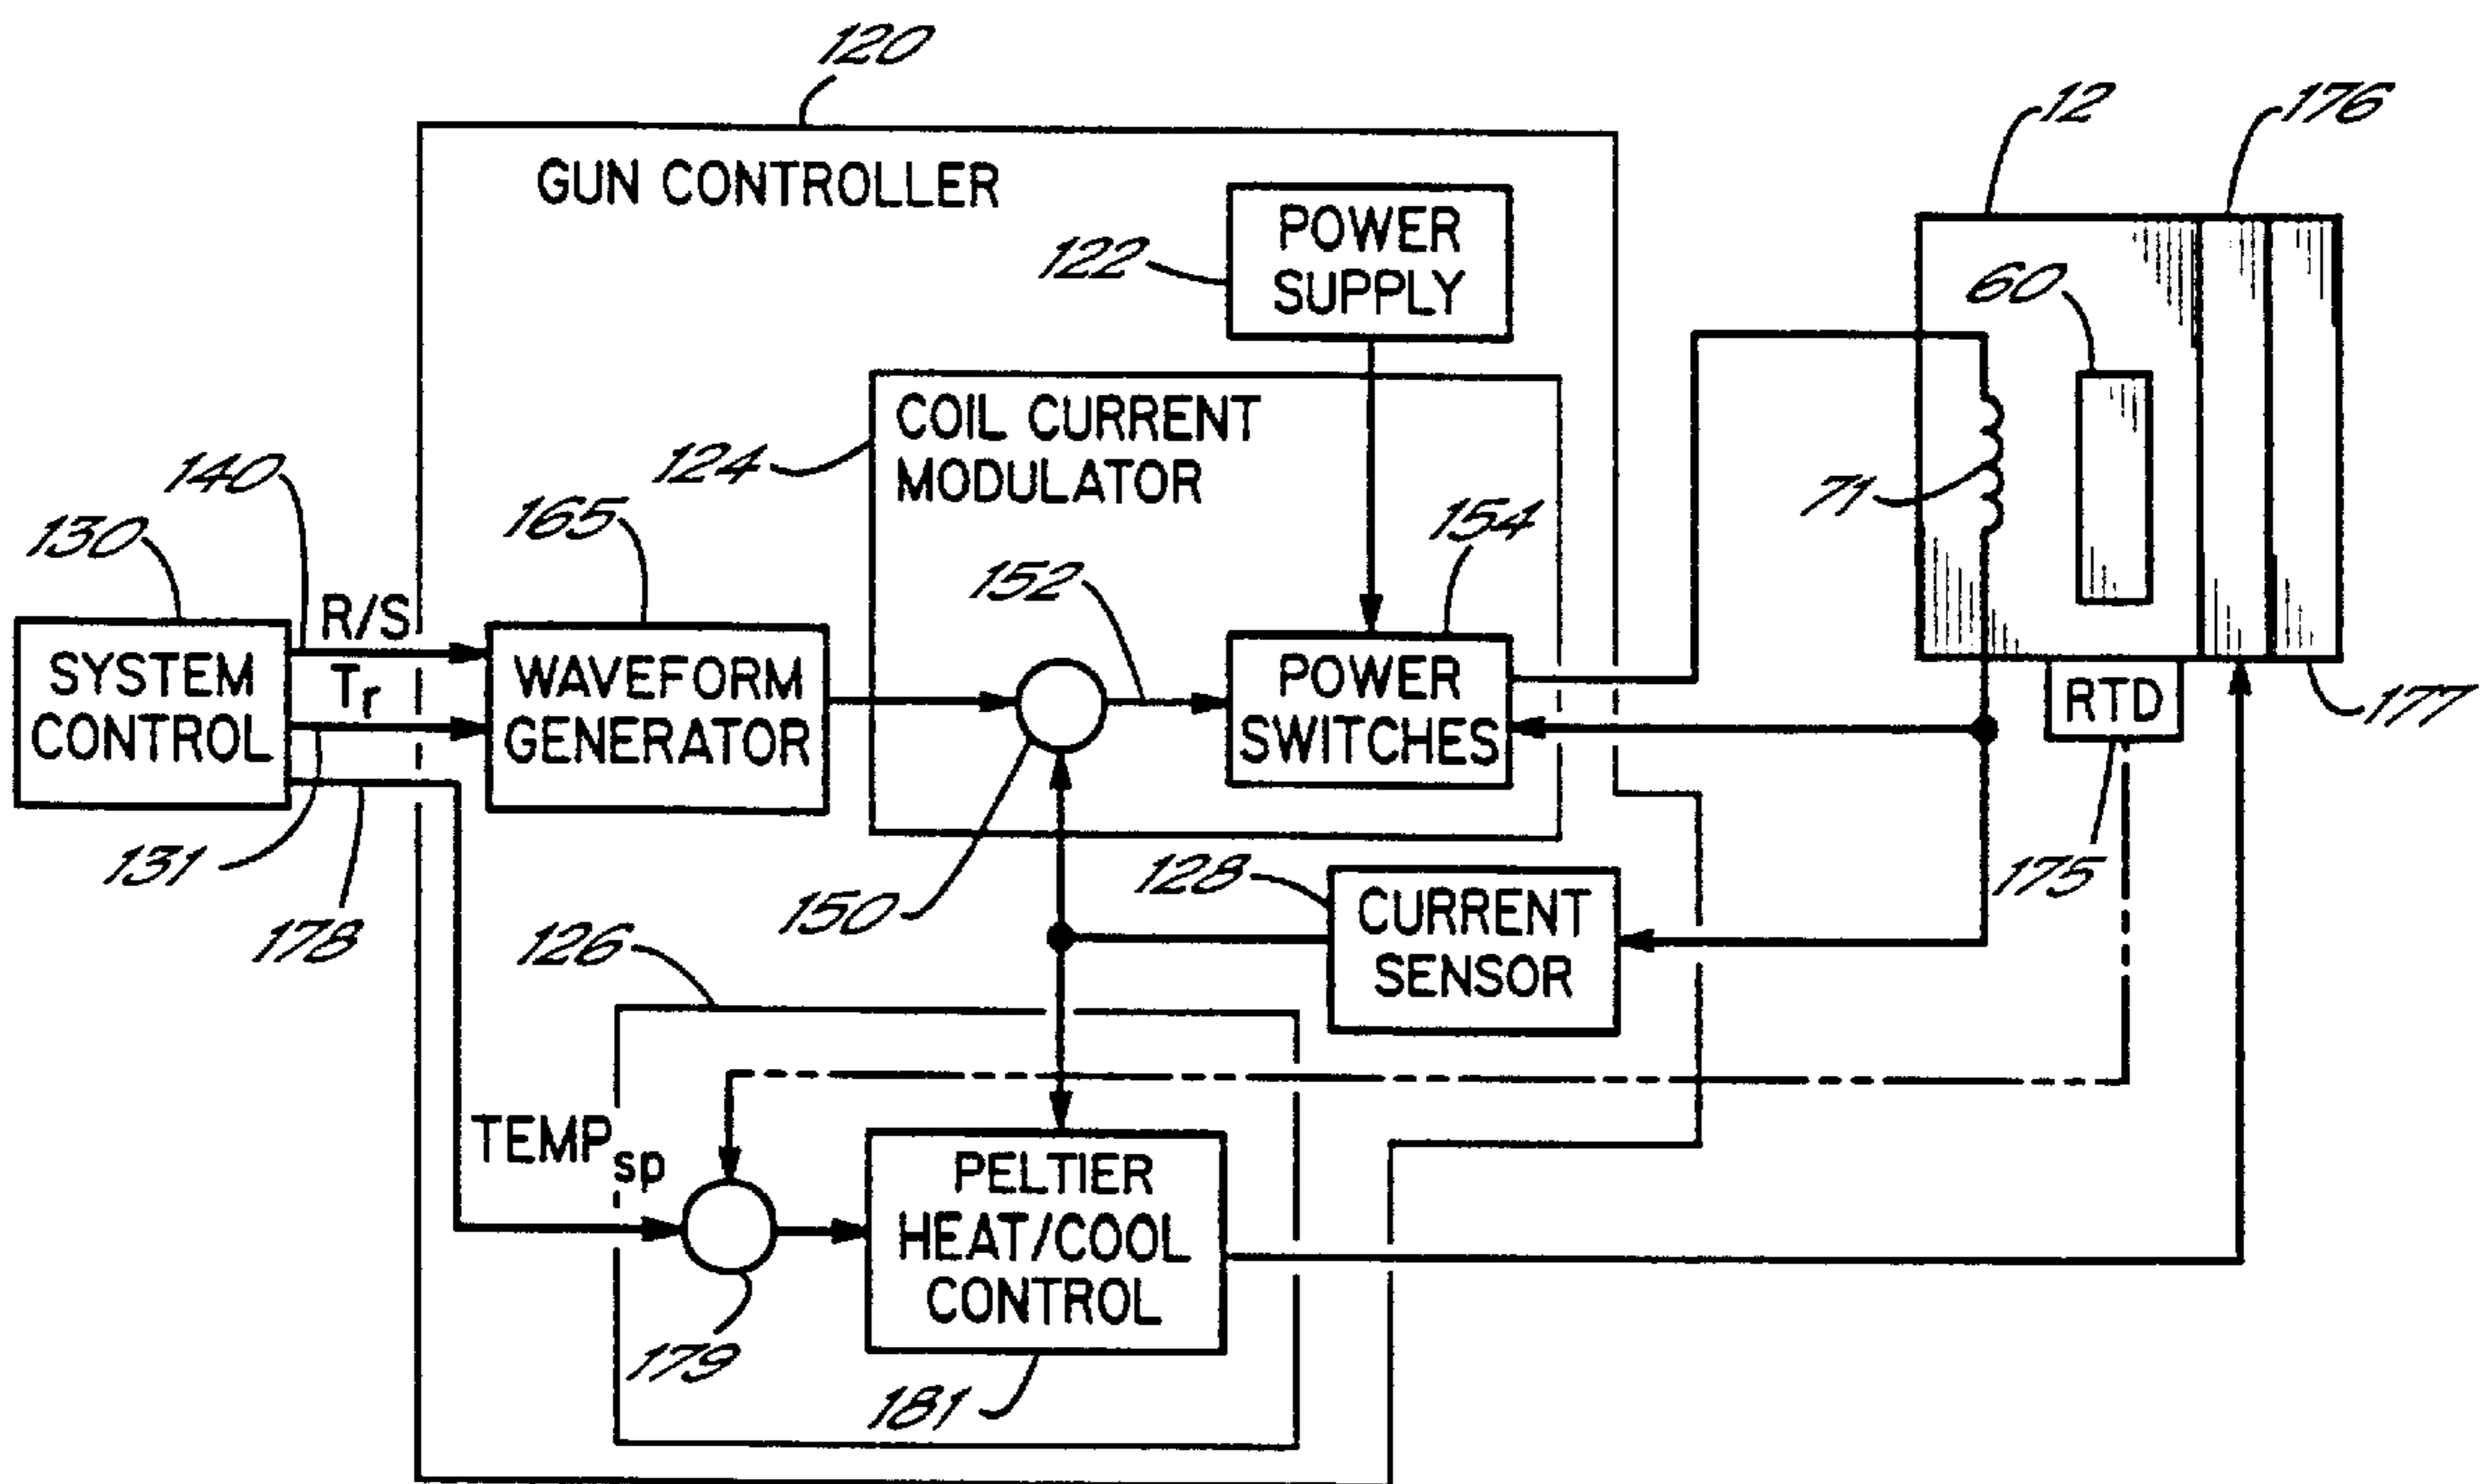 120
12
176
GUN CONTROLLER
POWER
SUPPLY
122
60
COIL CURRENT
MODULATOR
124
140
130
165
152
154
71
R/S
SYSTEM
CONTROL
Tr
WAVEFORM
GENERATOR
POWER
SWITCHES
RTD
177
131
178
150
128
CURRENT
SENSOR
175
126
TEMPsp
PELTIER
HEAT/COOL
CONTROL
179
181